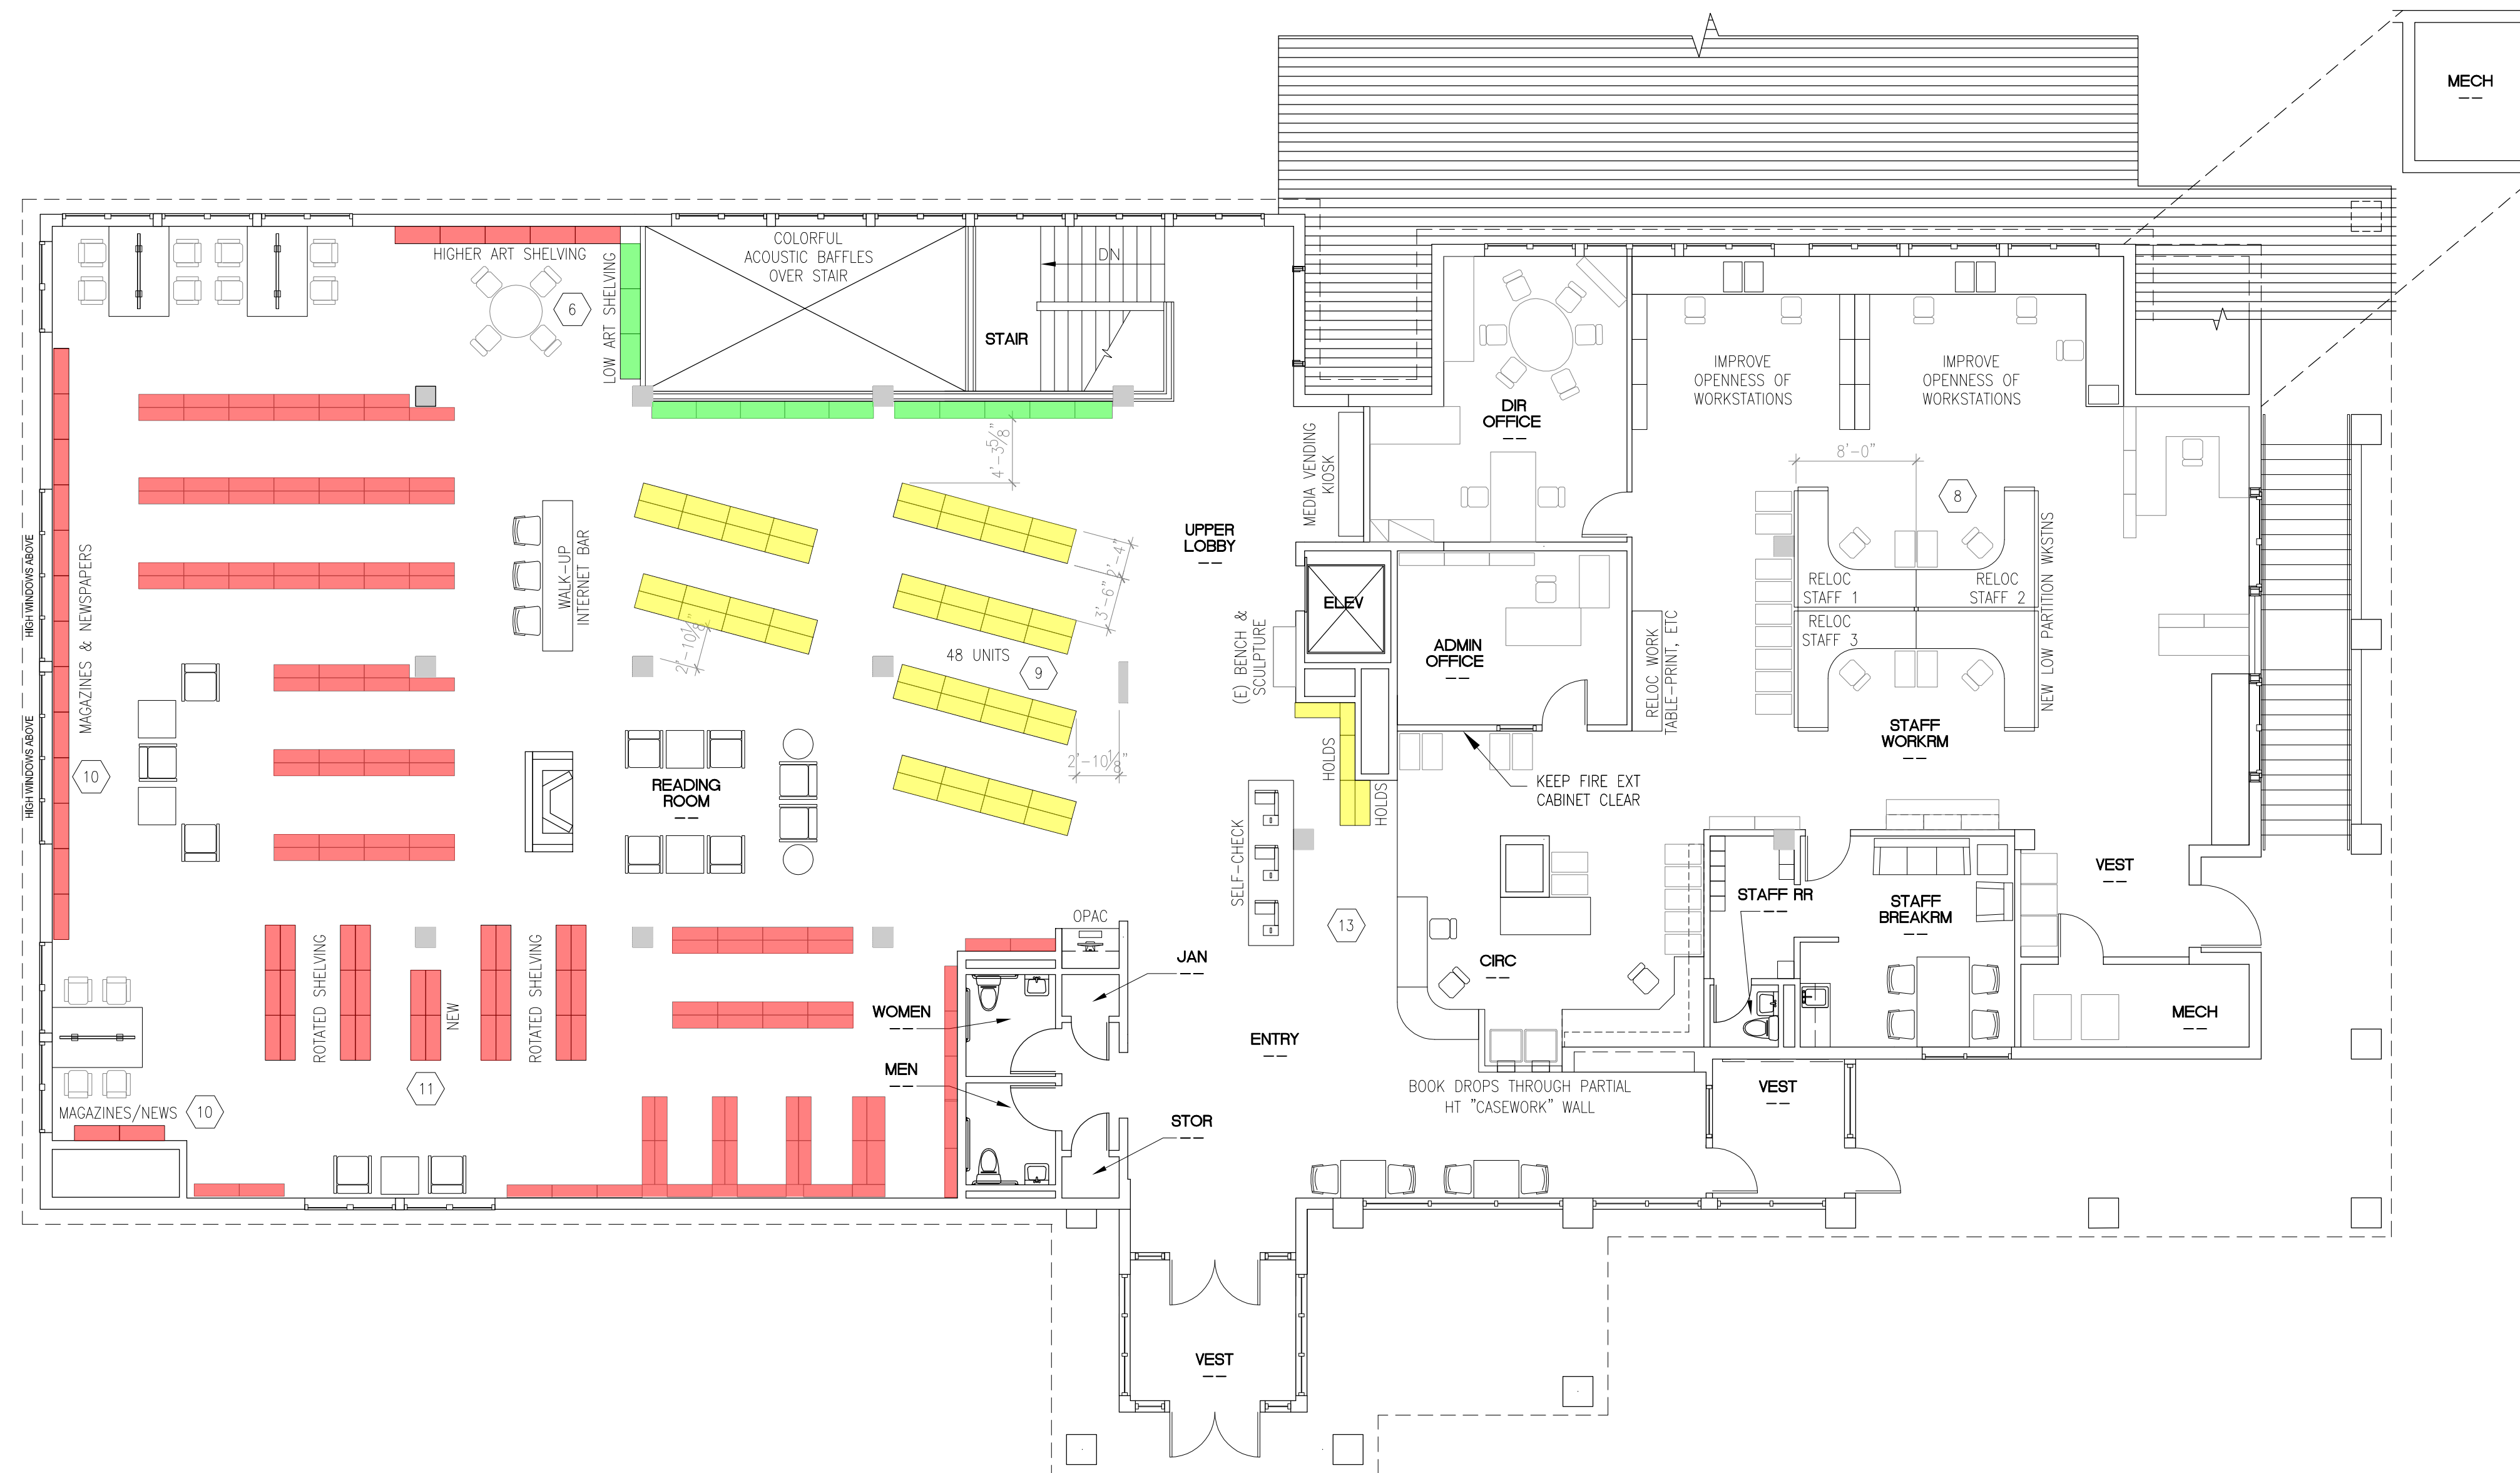 MECH
--
HIGHER ART SHELVING
6
LOW ART SHELVING
COLORFUL
ACOUSTIC BAFFLES
OVER STAIR
DN
STAIR
4'-3⅝"
MEDIA VENDING
KIOSK
DIR
OFFICE
--
IMPROVE
OPENNESS OF
WORKSTATIONS
IMPROVE
OPENNESS OF
WORKSTATIONS
8'-0"
8
HIGH WINDOWS ABOVE
MAGAZINES & NEWSPAPERS
WALK-UP
INTERNET BAR
UPPER
LOBBY
--
2'-4"
3'-6"
2'-10⅛"
48 UNITS
9
ELEV
(E) BENCH &
SCULPTURE
ADMIN
OFFICE
--
RELOC WORK
TABLE-PRINT, ETC
RELOC
STAFF 1
RELOC
STAFF 2
RELOC
STAFF 3
NEW LOW PARTITION WKSTNS
STAFF
WORKRM
--
HIGH WINDOWS ABOVE
10
READING
ROOM
--
2'-10⅛"
HOLDS
HOLDS
KEEP FIRE EXT
CABINET CLEAR
SELF-CHECK
13
STAFF RR
--
STAFF
BREAKRM
--
VEST
--
OPAC
ROTATED SHELVING
NEW
ROTATED SHELVING
11
WOMEN
--
JAN
--
CIRC
--
MECH
--
MEN
--
ENTRY
--
MAGAZINES/NEWS
10
STOR
--
BOOK DROPS THROUGH PARTIAL
HT "CASEWORK" WALL
VEST
--
VEST
--